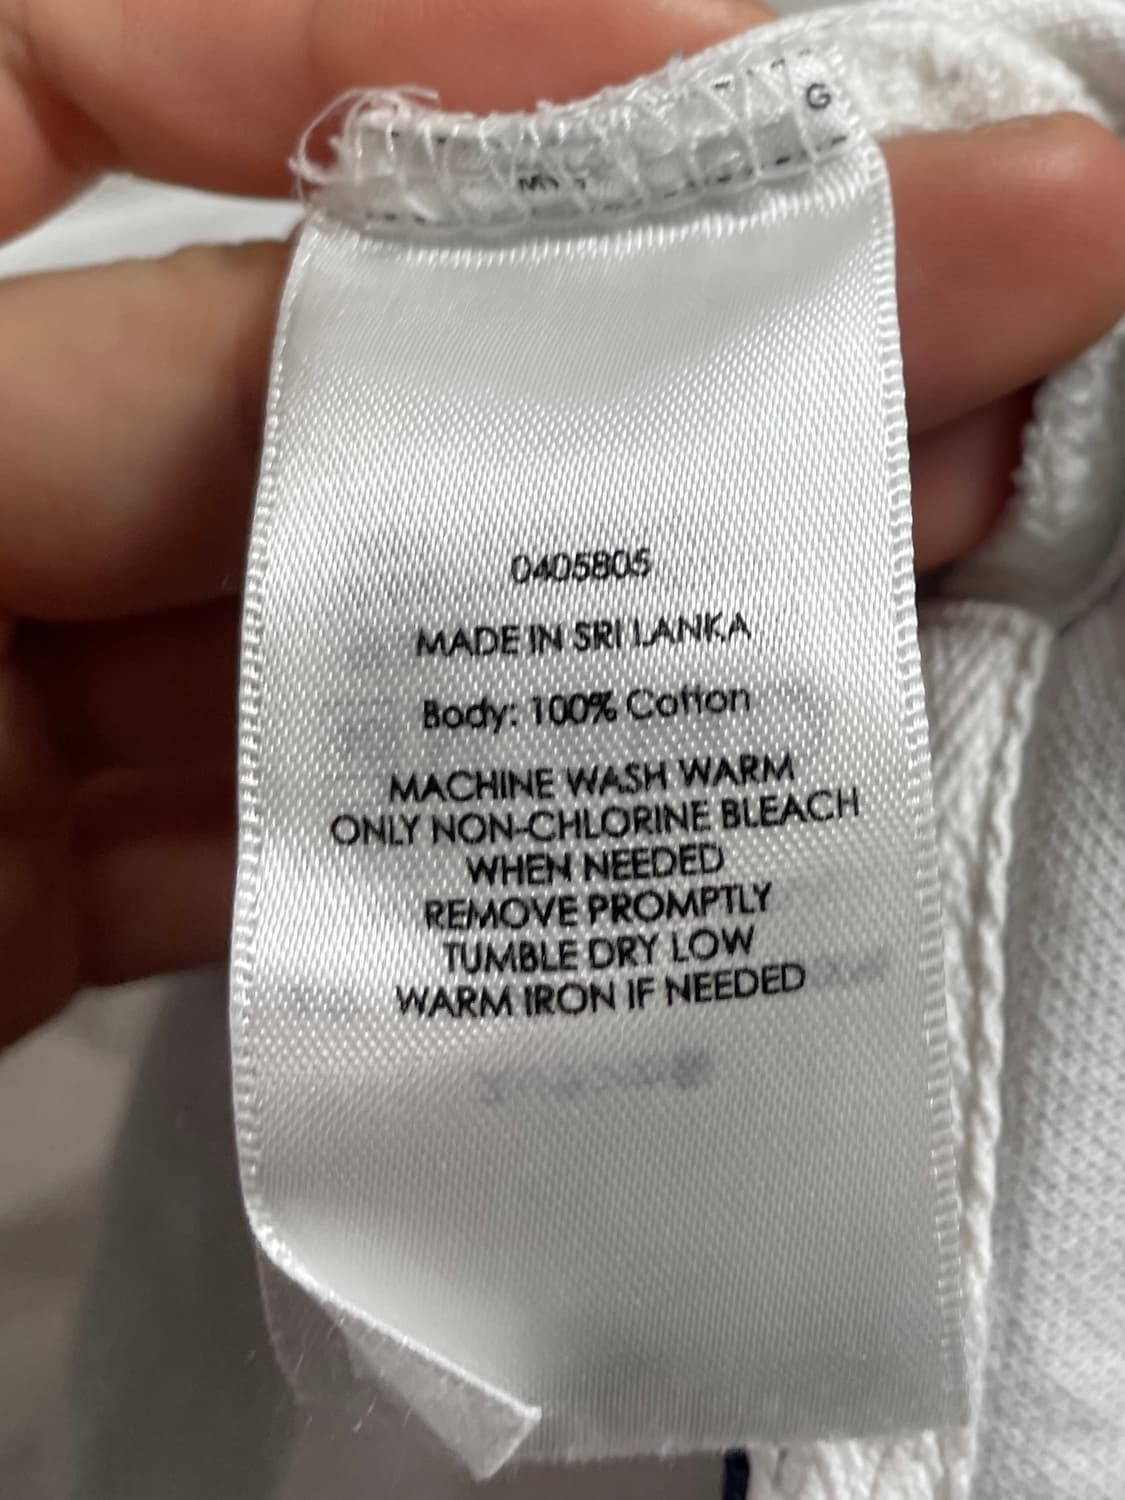 G
0405805
MADE IN SRI LANKA
Body: 100% Cotton
MACHINE WASH WARM
ONLY NON-CHLORINE BLEACH
WHEN NEEDED
REMOVE PROMPTLY
TUMBLE DRY LOW
WARM IRON IF NEEDED